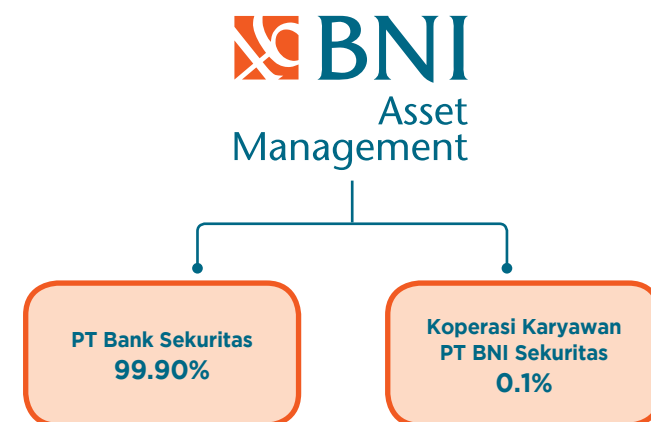 BNI
Asset
Management
PT Bank Sekuritas
99.90%
Koperasi Karyawan
PT BNI Sekuritas
0.1%